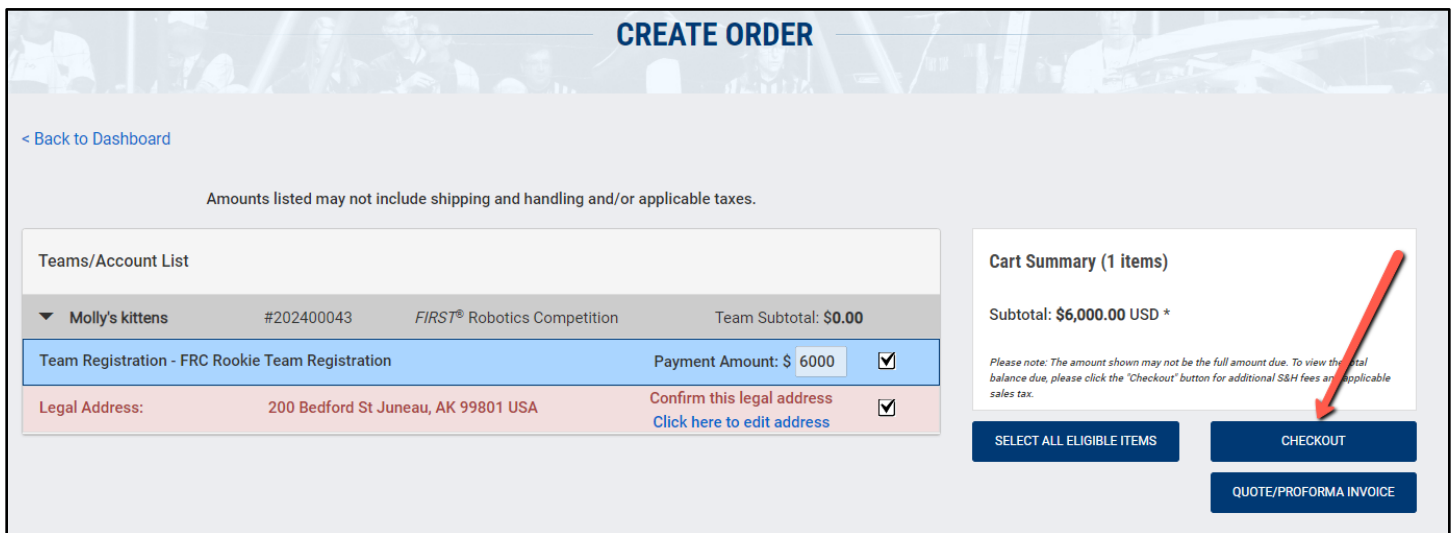 CREATE ORDER
< Back to Dashboard
Amounts listed may not include shipping and handling and/or applicable taxes.
Teams/Account List
Molly's kittens #202400043 FIRST® Robotics Competition Team Subtotal: $0.00
Team Registration - FRC Rookie Team Registration Payment Amount: $ 6000
Legal Address: 200 Bedford St Juneau, AK 99801 USA Confirm this legal address
Click here to edit address
Cart Summary (1 items)
Subtotal: $6,000.00 USD *
Please note: The amount shown may not be the full amount due. To view the total
balance due, please click the "Checkout" button for additional S&H fees and applicable
sales tax.
SELECT ALL ELIGIBLE ITEMS
CHECKOUT
QUOTE/PROFORMA INVOICE